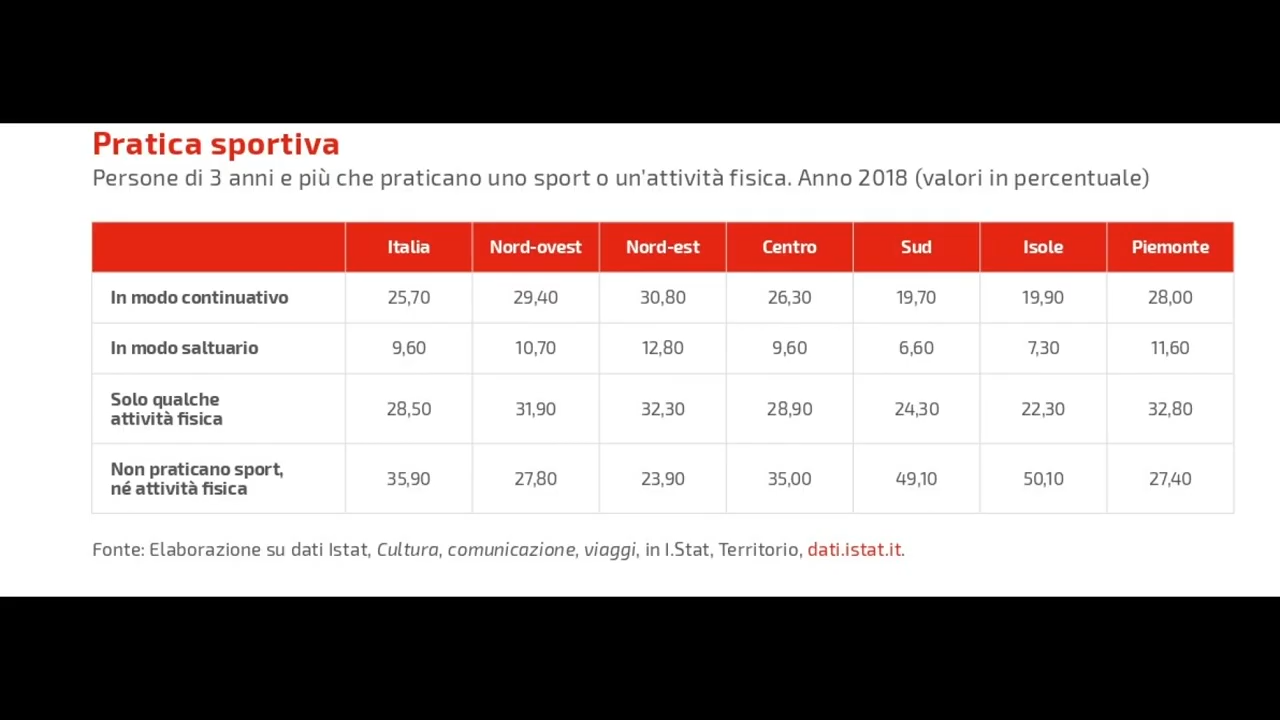 Pratica sportiva
Persone di 3 anni e più che praticano uno sport o un'attività fisica. Anno 2018 (valori in percentuale)
Italia Nord-ovest Nord-est Centro Sud Isole Piemonte
In modo continuativo 25,70 29,40 30,80 26,30 19,70 19,90 28,00
In modo saltuario 9,60 10,70 12,80 9,60 6,60 7,30 11,60
Solo qualche
attività fisica 28,50 31,90 32,30 28,90 24,30 22,30 32,80
Non praticano sport,
né attività fisica 35,90 27,80 23,90 35,00 49,10 50,10 27,40
Fonte: Elaborazione su dati Istat, Cultura, comunicazione, viaggi, in I.Stat, Territorio, dati.istat.it.